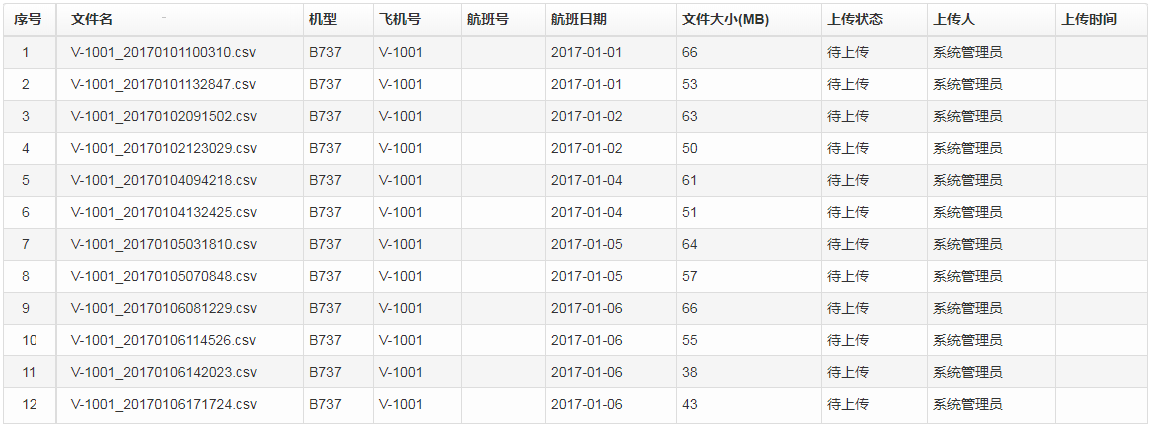 序号 文件名 机型 飞机号 航班号 航班日期 文件大小(MB) 上传状态 上传人 上传时间
1 V-1001_20170101100310.csv B737 V-1001 2017-01-01 66 待上传 系统管理员
2 V-1001_20170101132847.csv B737 V-1001 2017-01-01 53 待上传 系统管理员
3 V-1001_20170102091502.csv B737 V-1001 2017-01-02 63 待上传 系统管理员
4 V-1001_20170102123029.csv B737 V-1001 2017-01-02 50 待上传 系统管理员
5 V-1001_20170104094218.csv B737 V-1001 2017-01-04 61 待上传 系统管理员
6 V-1001_20170104132425.csv B737 V-1001 2017-01-04 51 待上传 系统管理员
7 V-1001_20170105031810.csv B737 V-1001 2017-01-05 64 待上传 系统管理员
8 V-1001_20170105070848.csv B737 V-1001 2017-01-05 57 待上传 系统管理员
9 V-1001_20170106081229.csv B737 V-1001 2017-01-06 66 待上传 系统管理员
10 V-1001_20170106114526.csv B737 V-1001 2017-01-06 55 待上传 系统管理员
11 V-1001_20170106142023.csv B737 V-1001 2017-01-06 38 待上传 系统管理员
12 V-1001_20170106171724.csv B737 V-1001 2017-01-06 43 待上传 系统管理员